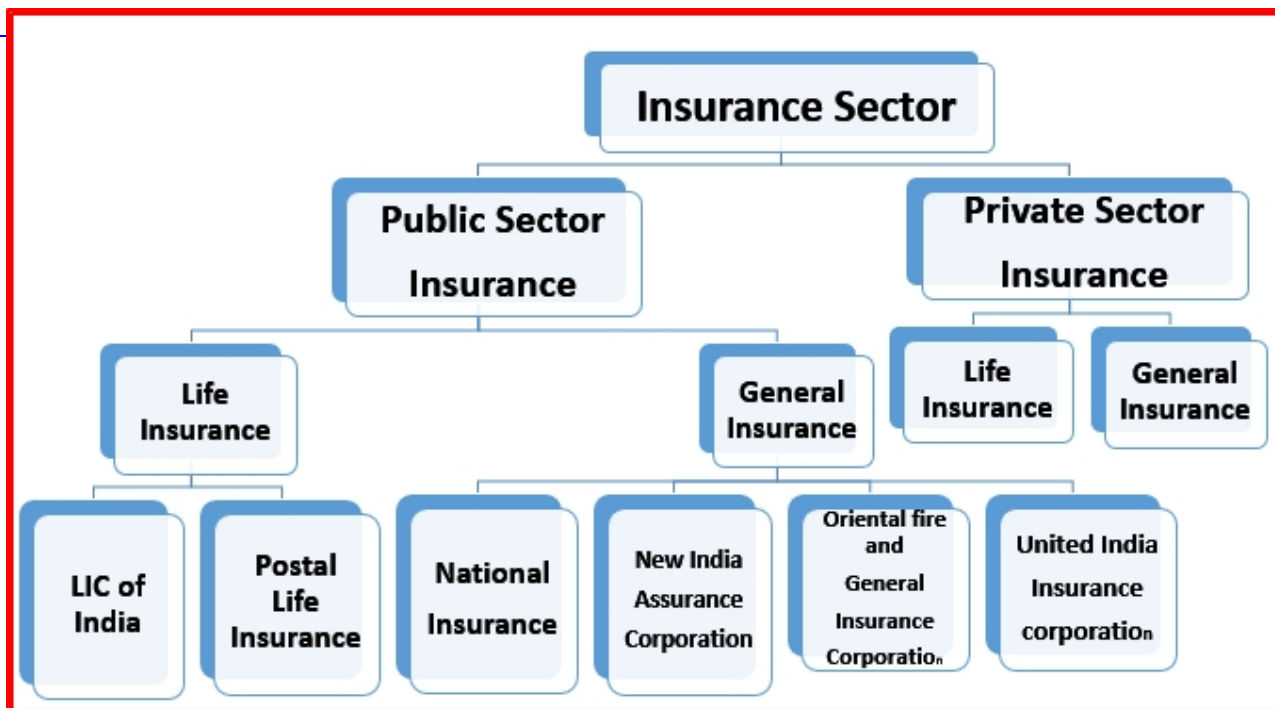 Insurance Sector
Public Sector
Insurance
Private Sector
Insurance
Life
Insurance
General
Insurance
Life
Insurance
General
Insurance
LIC of
India
Postal
Life
Insurance
National
Insurance
New India
Assurance
Corporation
Oriental fire
and
General
Insurance
Corporation
United India
Insurance
corporation